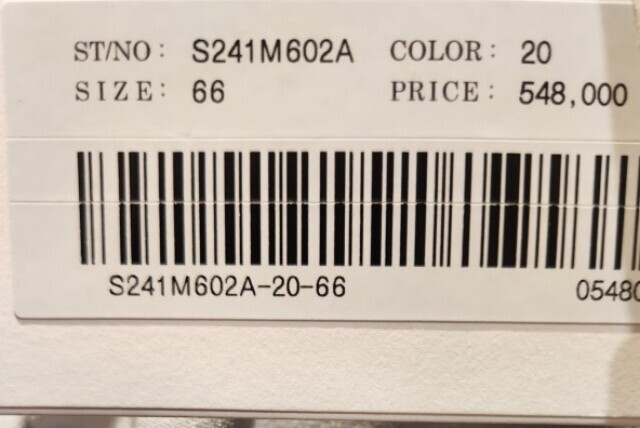 ST/NO: S241M602A COLOR: 20
SIZE: 66 PRICE: 548,000
S241M602A-20-66 05480